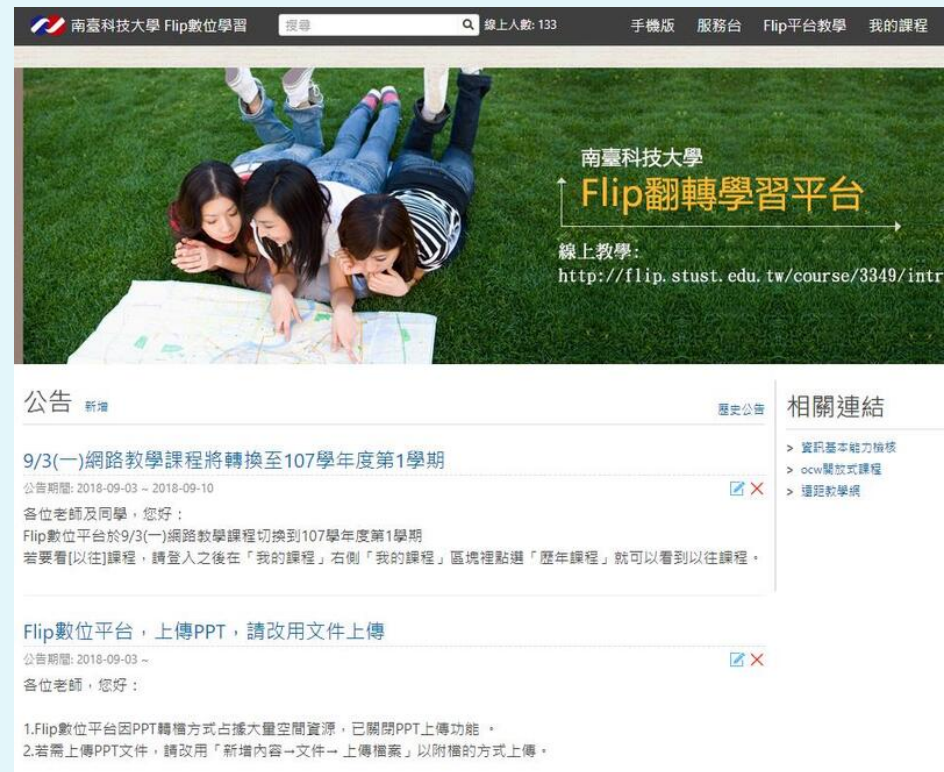 南臺科技大學 Flip數位學習
搜尋
線上人數: 133
手機版 服務台 Flip平台教學 我的課程
南臺科技大學
Flip翻轉學習平台
線上教學:
http://flip.stust.edu.tw/course/3349/intr
公告 新增
歷史公告
9/3(一)網路教學課程將轉換至107學年度第1學期
公告期間: 2018-09-03 ~ 2018-09-10
各位老師及同學,您好:
Flip數位平台於9/3(一)網路教學課程切換到107學年度第1學期
若要看[以往]課程,請登入之後在「我的課程」右側「我的課程」區塊裡點選「歷年課程」就可以看到以往課程。
Flip數位平台,上傳PPT,請改用文件上傳
公告期間: 2018-09-03 ~
各位老師,您好:
1.Flip數位平台因PPT轉檔方式占據大量空間資源,已關閉PPT上傳功能 。
2.若需上傳PPT文件,請改用「新增內容→文件→ 上傳檔案」以附檔的方式上傳。
相關連結
> 資訊基本能力檢核
> ocw開放式課程
> 遠距教學網